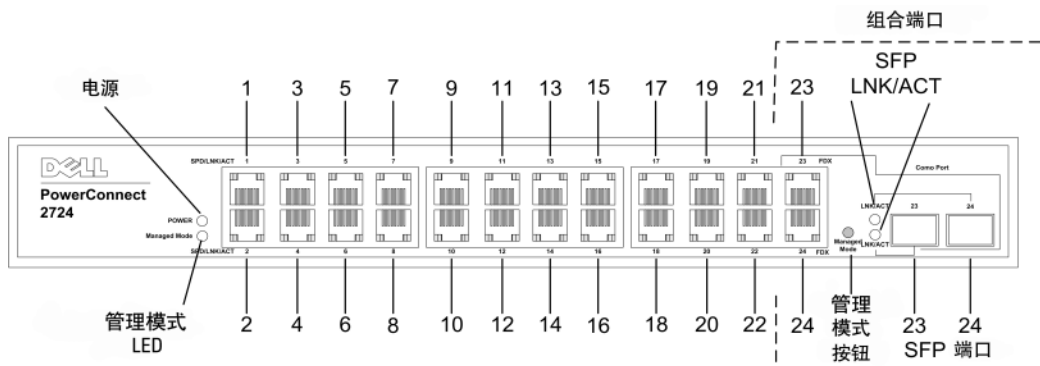 组合端口
SFP
LNK/ACT
电源
1 3 5 7 9 11 13 15 17 19 21 23
DELL
PowerConnect
2724
SPD/LNK/ACT 1 3 5 7 9 11 13 15 17 19 21 23 FDX
Como Port
LNK/ACT 23 24
POWER
Managed Mode
Managed
Mode
LNK/ACT
SPD/LNK/ACT 2 4 6 8 10 12 14 16 18 20 22 24 FDX
管理模式
LED
2 4 6 8 10 12 14 16 18 20 22 24
管理
模式
按钮
23 24
SFP 端口